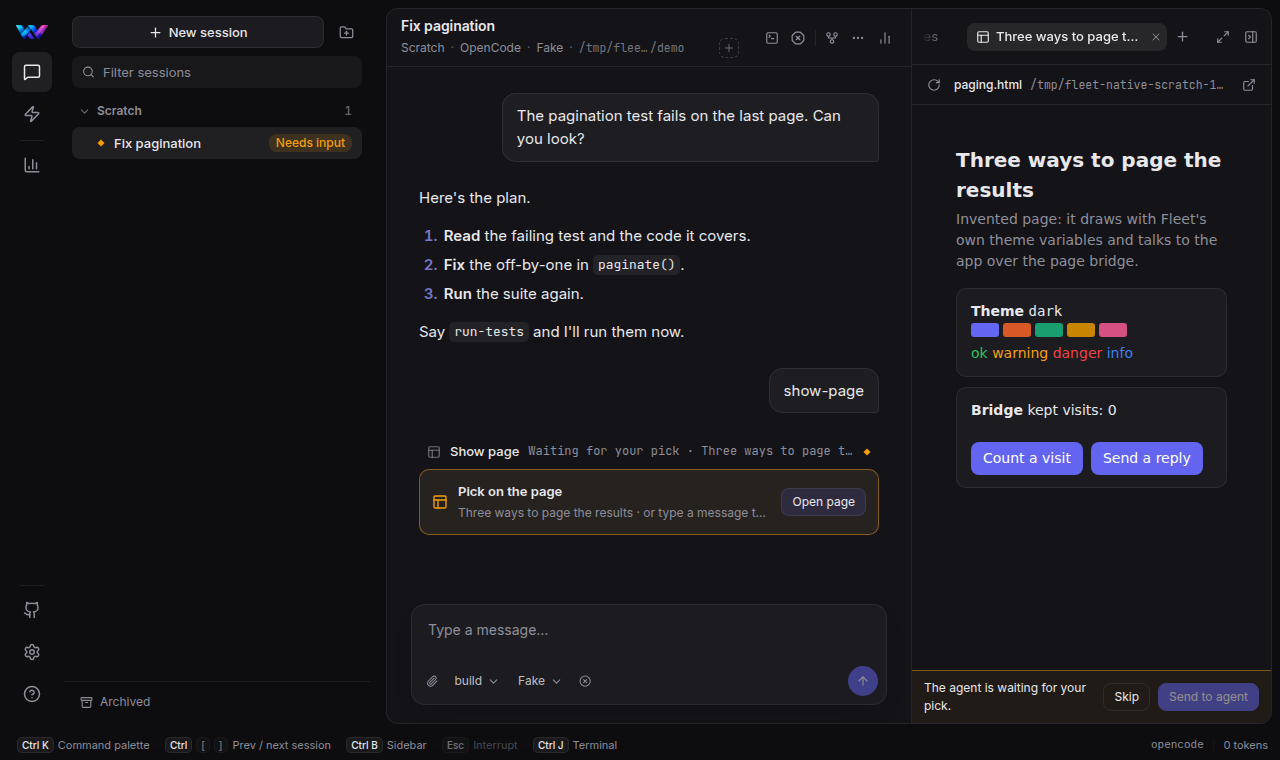 New session
Filter sessions
Scratch 1
Fix pagination Needs input
Archived
Fix pagination
Scratch · OpenCode · Fake · /tmp/flee…/demo
The pagination test fails on the last page. Can
you look?
Here's the plan.
1. Read the failing test and the code it covers.
2. Fix the off-by-one in paginate().
3. Run the suite again.
Say run-tests and I'll run them now.
show-page
Show page Waiting for your pick · Three ways to page t…
Pick on the page
Three ways to page the results · or type a message t…
Open page
Type a message...
build Fake
es Three ways to page t…
paging.html /tmp/fleet-native-scratch-1…
Three ways to page the
results
Invented page: it draws with Fleet's
own theme variables and talks to the
app over the page bridge.
Theme dark
ok warning danger info
Bridge kept visits: 0
Count a visit Send a reply
The agent is waiting for your
pick.
Skip Send to agent
Ctrl K Command palette Ctrl [ ] Prev / next session Ctrl B Sidebar Esc Interrupt Ctrl J Terminal opencode 0 tokens